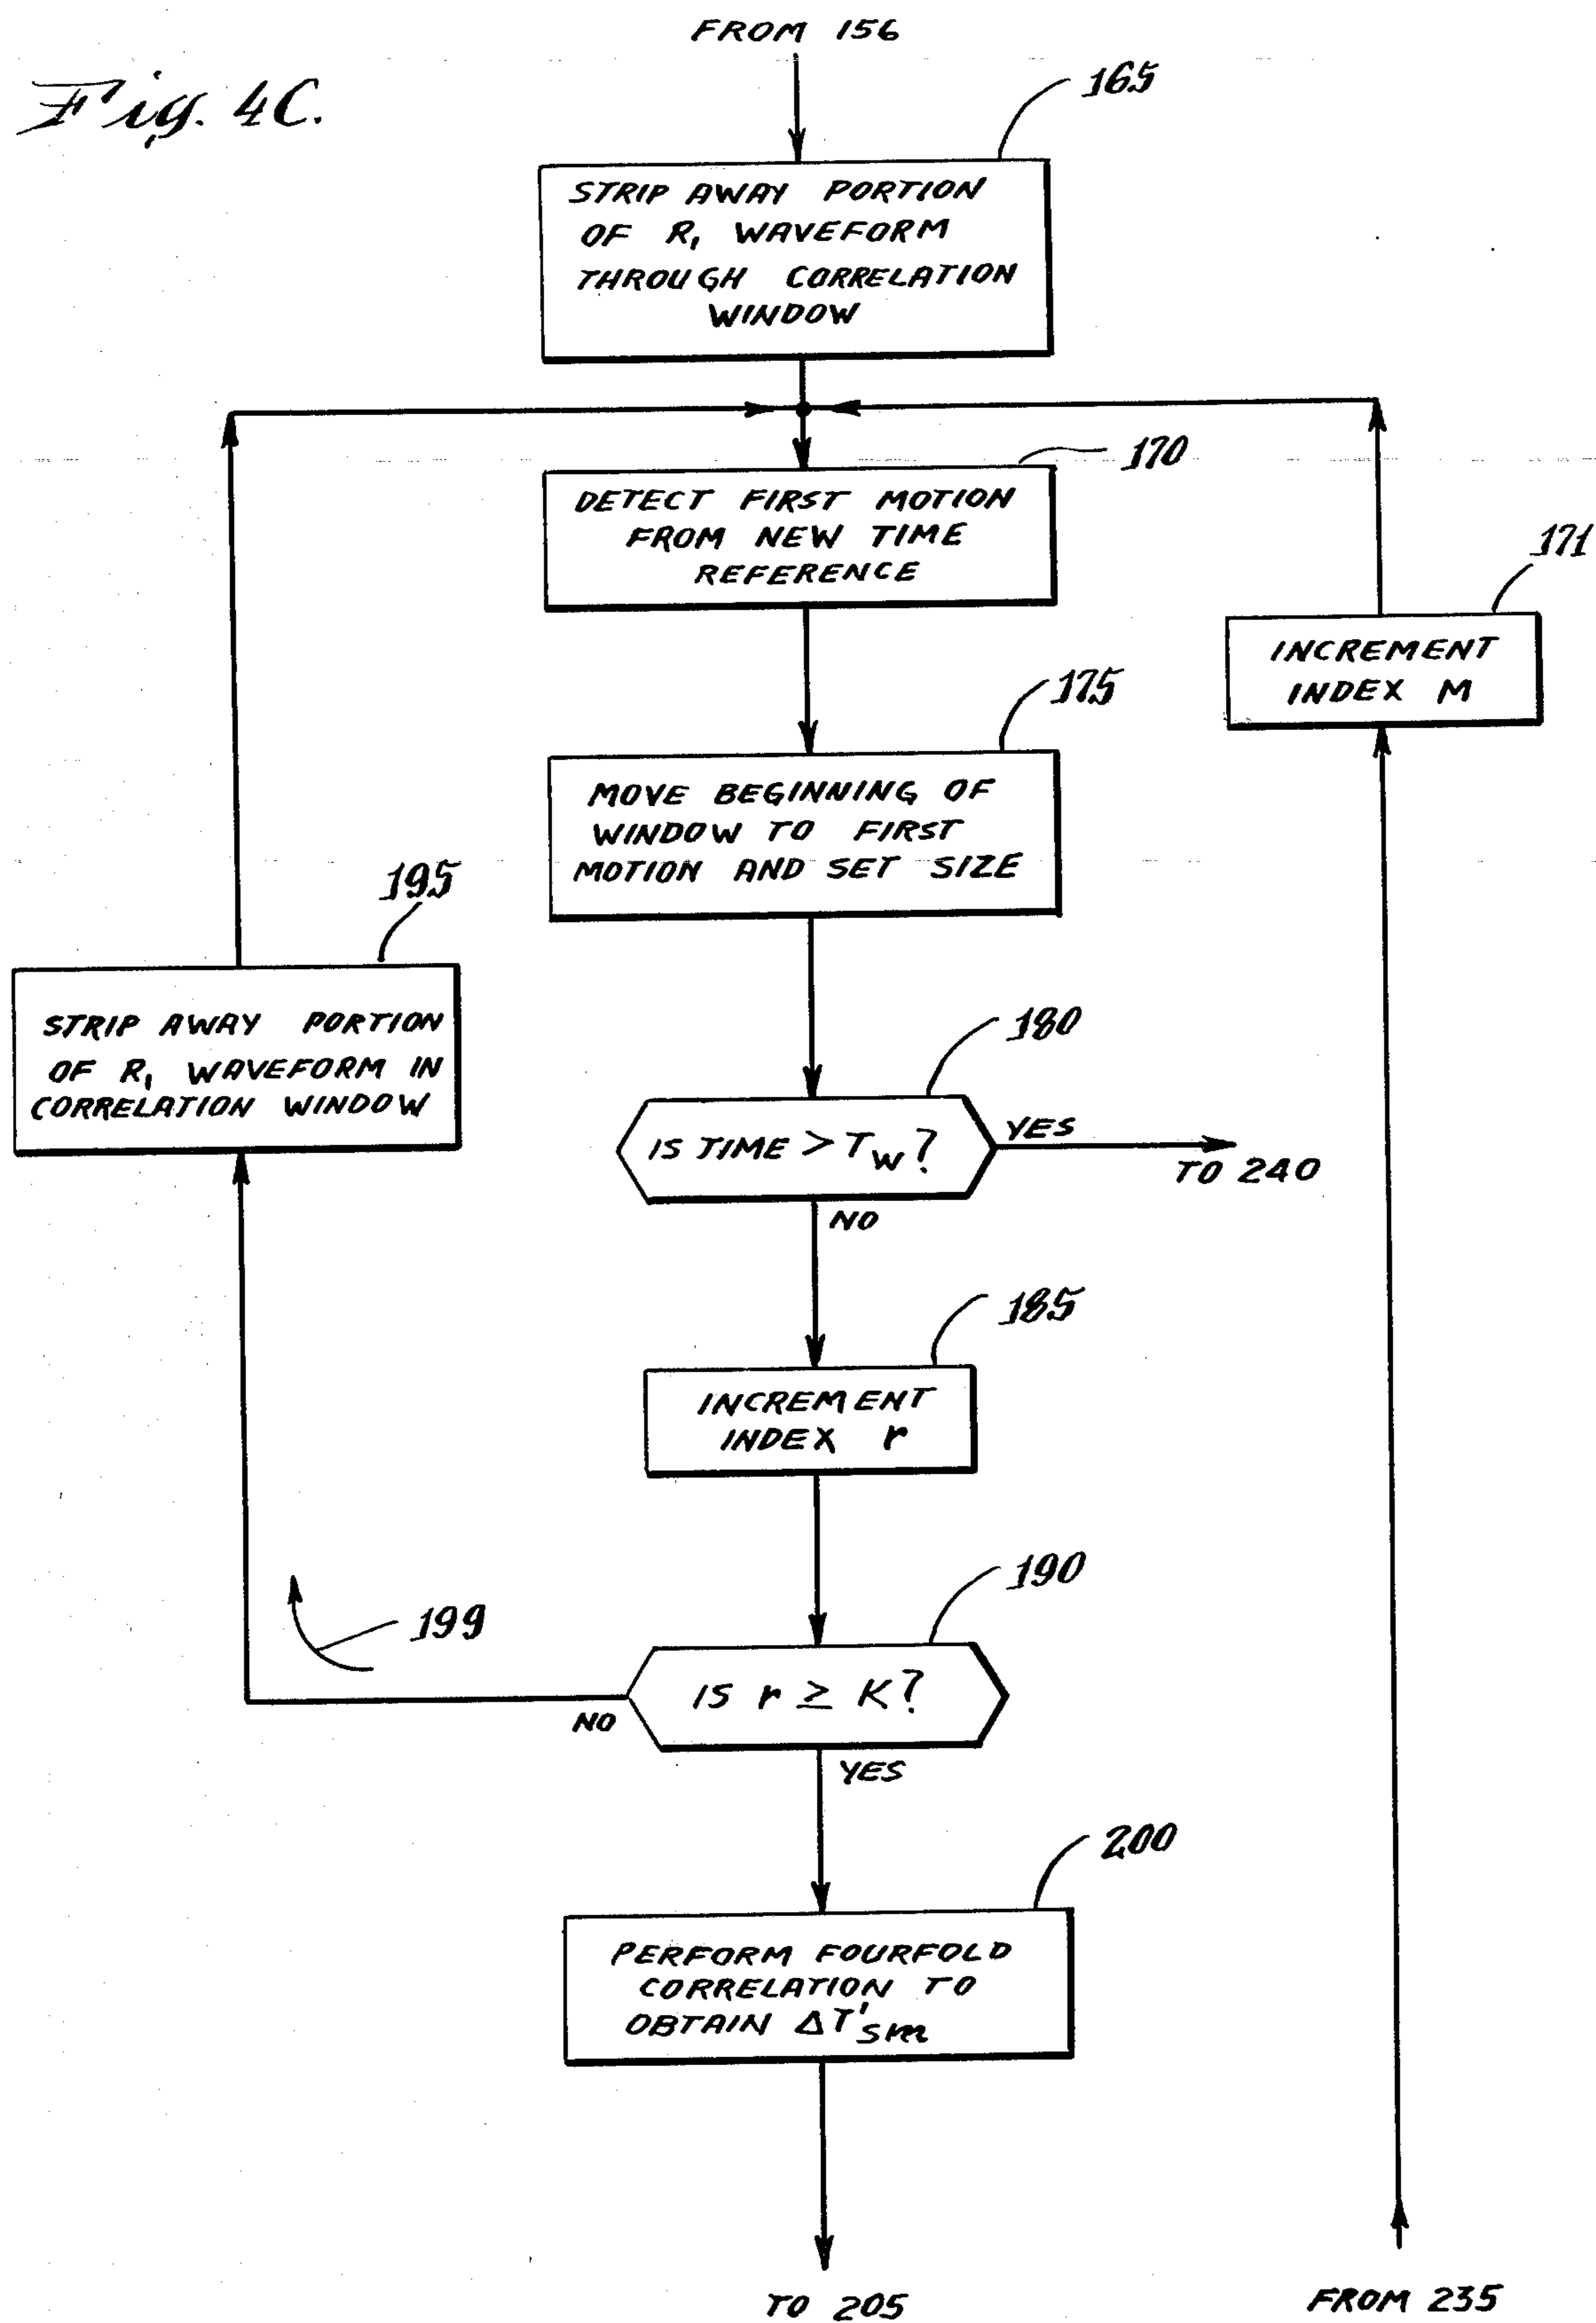 FROM 156
Fig. 4C.
165
STRIP AWAY PORTION
OF R₁ WAVEFORM
THROUGH CORRELATION
WINDOW
170
DETECT FIRST MOTION
FROM NEW TIME
REFERENCE
171
INCREMENT
INDEX M
175
MOVE BEGINNING OF
WINDOW TO FIRST
MOTION AND SET SIZE
195
STRIP AWAY PORTION
OF R₁ WAVEFORM IN
CORRELATION WINDOW
180
IS TIME > T_W?
YES
TO 240
NO
185
INCREMENT
INDEX r
190
199
IS r ≥ K?
NO
YES
200
PERFORM FOURFOLD
CORRELATION TO
OBTAIN ΔT'sm
TO 205
FROM 235